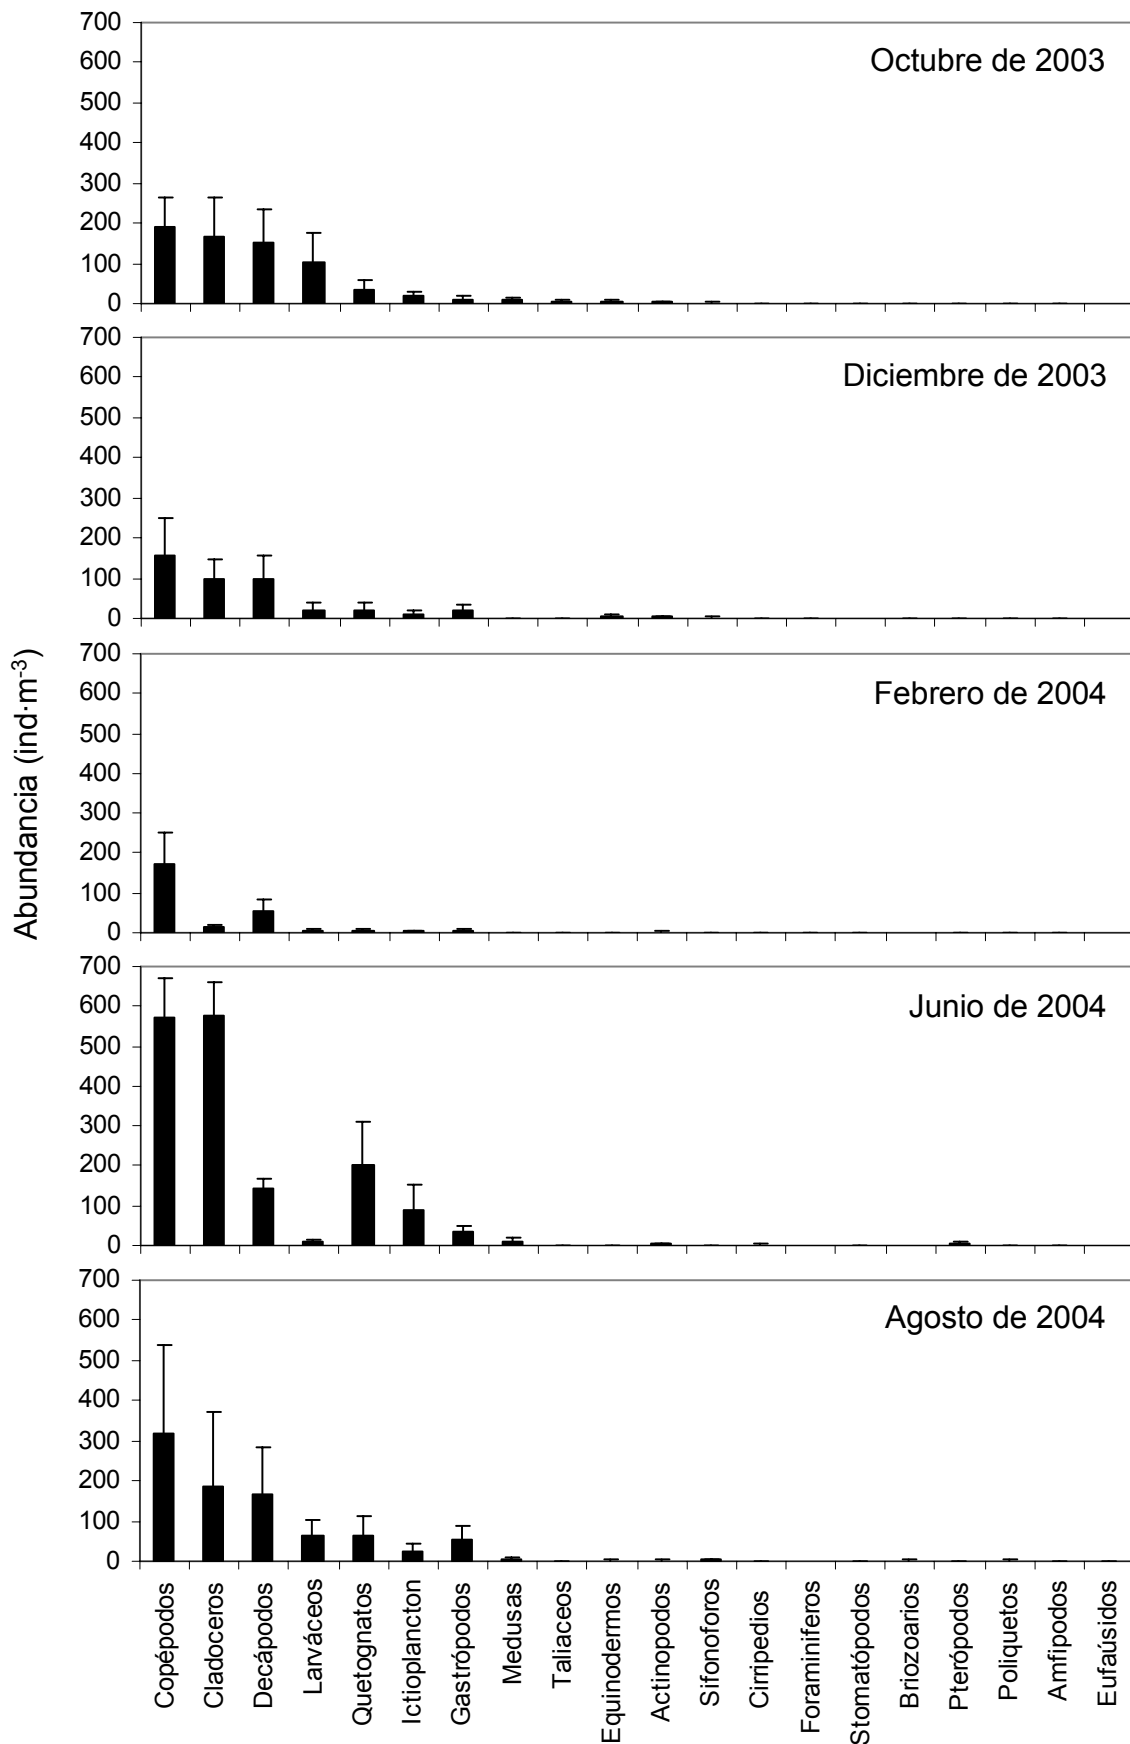 700
600
500
400
300
200
100
0
Octubre de 2003
700
600
500
400
300
200
100
0
Diciembre de 2003
700
600
500
400
300
200
100
0
Febrero de 2004
Abundancia (ind·m⁻³)
700
600
500
400
300
200
100
0
Junio de 2004
700
600
500
400
300
200
100
0
Agosto de 2004
Copépodos
Cladoceros
Decápodos
Larváceos
Quetognatos
Ictioplancton
Gastrópodos
Medusas
Taliaceos
Equinodermos
Actinopodos
Sifonoforos
Cirripedios
Foraminiferos
Stomatópodos
Briozoarios
Pterópodos
Poliquetos
Amfipodos
Eufaúsidos